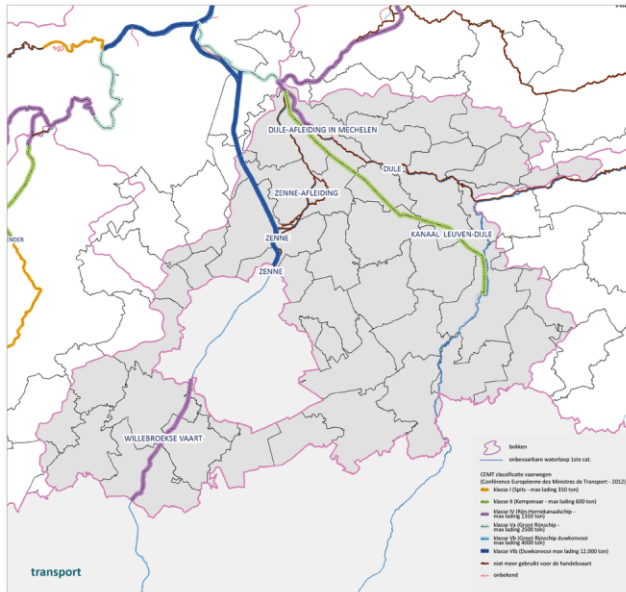 DIJLE-AFLEIDING IN MECHELEN
DIJLE
ZENNE-AFLEIDING
KANAAL LEUVEN-DIJLE
ZENNE
NDER
ZENNE
WILLEBROEKSE VAART
bekken
onbevaarbare waterloop 1ste cat.
CEMT classificatie vaarwegen
(Conférence Européenne des Ministres de Transport - 2012)
klasse I (Spits - max lading 350 ton)
klasse II (Kempenaar - max lading 600 ton)
klasse IV (Rijn-Hernekanaalschip -
max lading 1350 ton)
klasse Va (Groot Rijnschip -
max lading 2500 ton)
klasse Vb (Groot Rijnschip duwkonvooi
max lading 4000 ton)
klasse VIb (Duwkonvooi max lading 12.000 ton)
niet meer gebruikt voor de handelsvaart
onbekend
transport